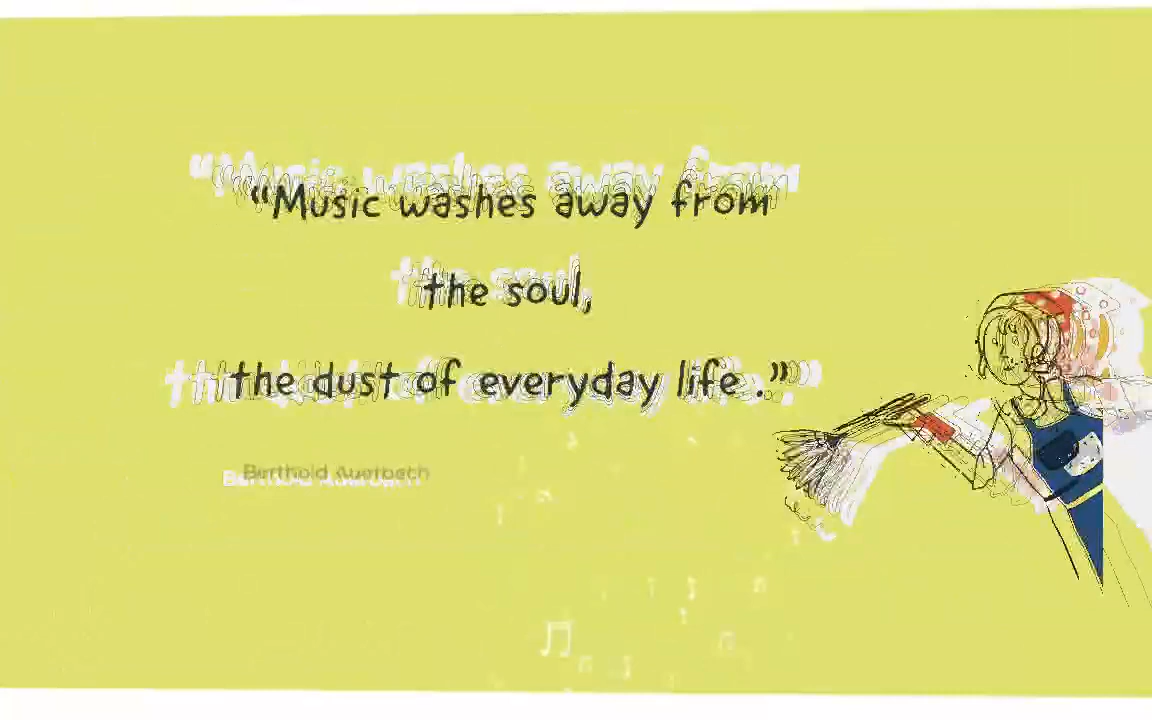 “Music washes away from
the soul,
the dust of everyday life .”
Berthold Auerbach